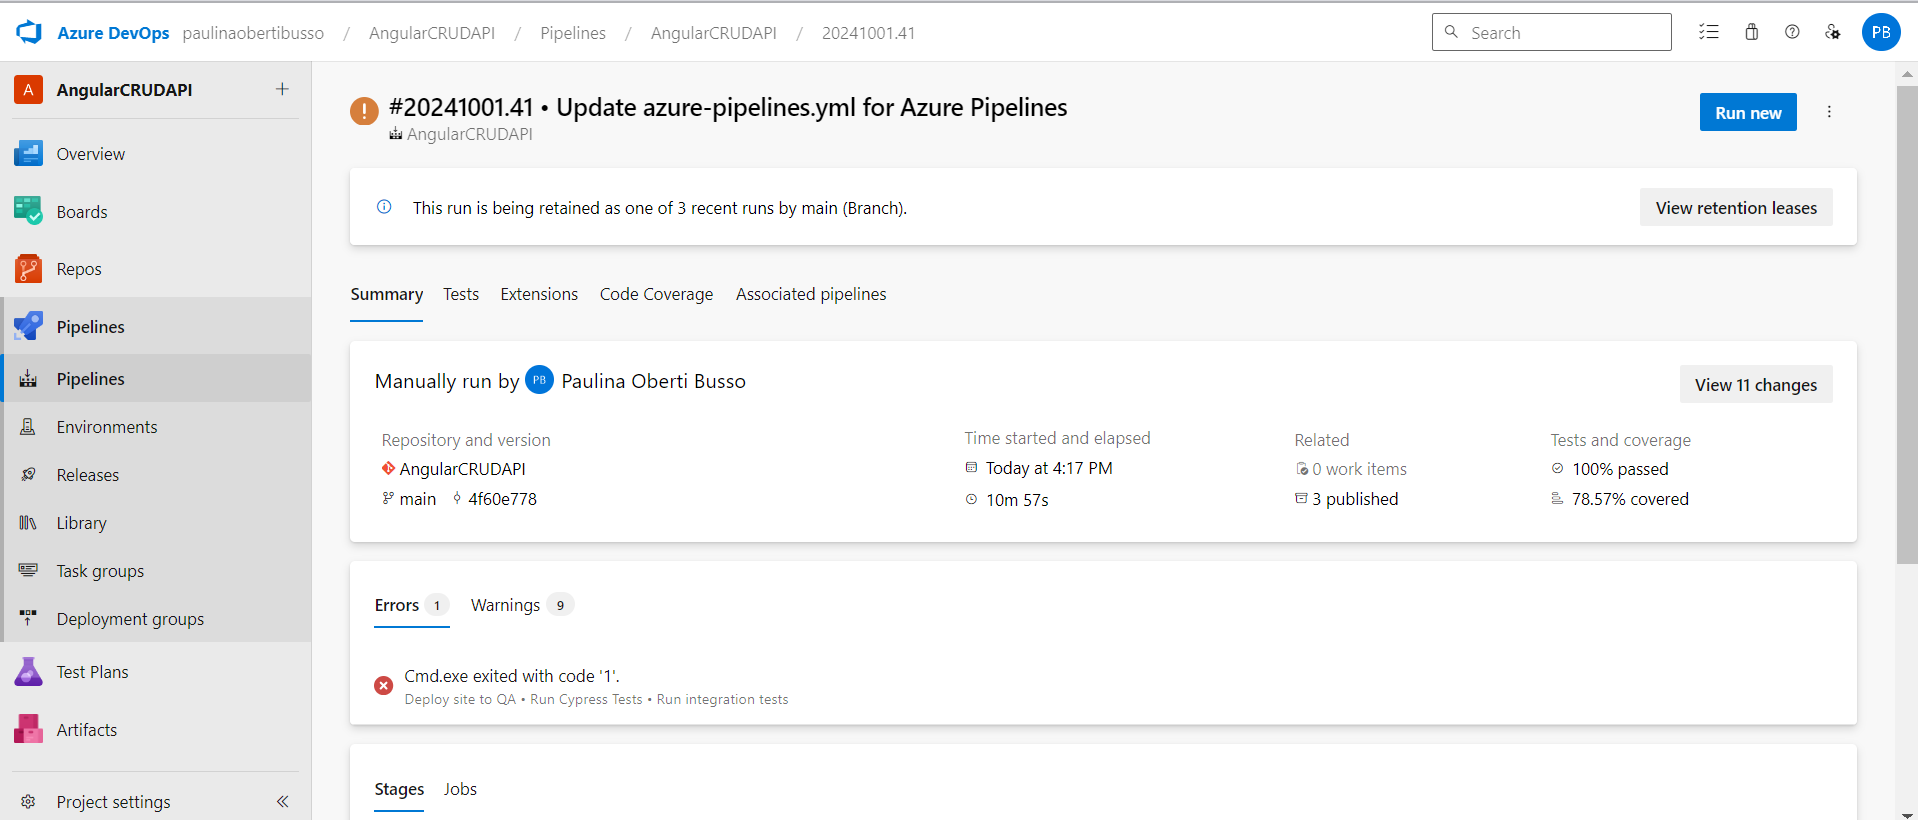 Azure DevOps paulinaobertibusso / AngularCRUDAPI / Pipelines / AngularCRUDAPI / 20241001.41
Search
PB
A AngularCRUDAPI +
Overview
Boards
Repos
Pipelines
Pipelines
Environments
Releases
Library
Task groups
Deployment groups
Test Plans
Artifacts
Project settings
#20241001.41 • Update azure-pipelines.yml for Azure Pipelines
AngularCRUDAPI
Run new
This run is being retained as one of 3 recent runs by main (Branch).
View retention leases
Summary Tests Extensions Code Coverage Associated pipelines
Manually run by PB Paulina Oberti Busso
View 11 changes
Repository and version
AngularCRUDAPI
main 4f60e778
Time started and elapsed
Today at 4:17 PM
10m 57s
Related
0 work items
3 published
Tests and coverage
100% passed
78.57% covered
Errors 1 Warnings 9
Cmd.exe exited with code '1'.
Deploy site to QA • Run Cypress Tests • Run integration tests
Stages Jobs